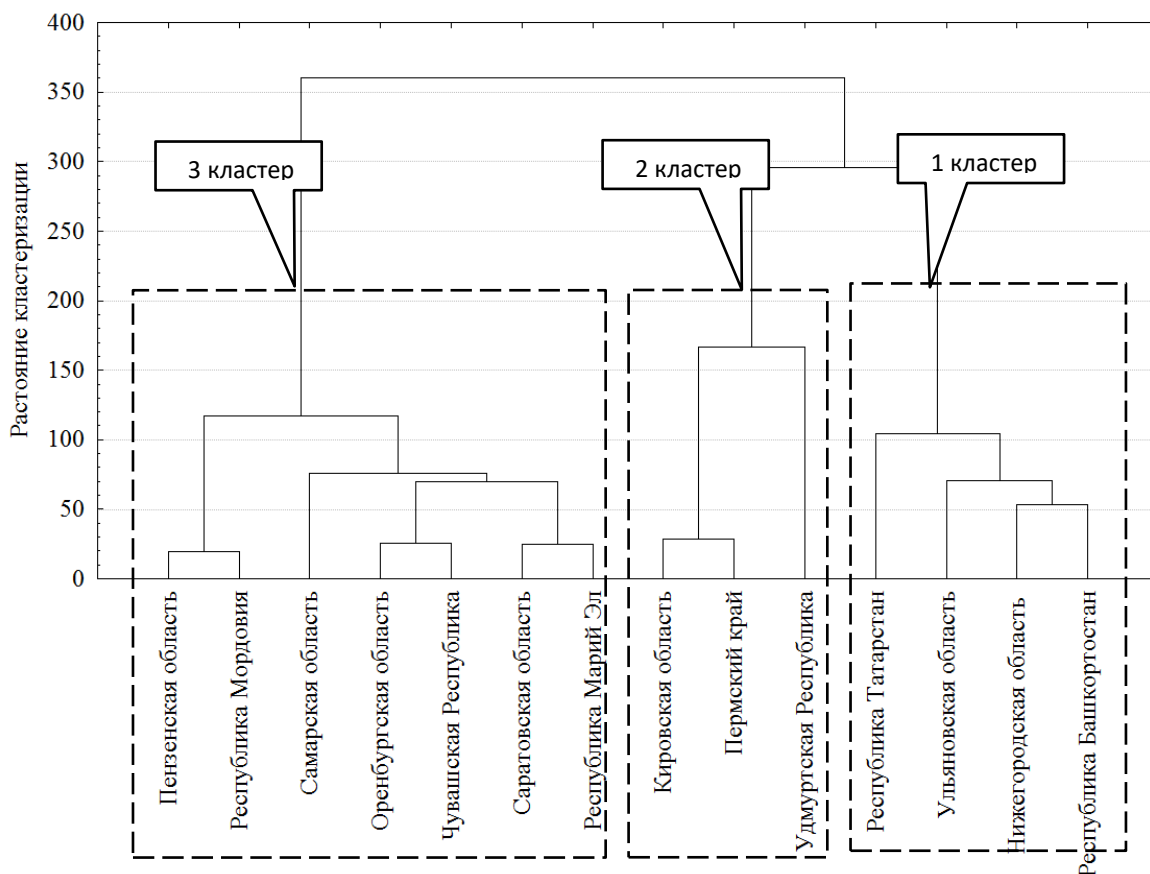 400
350
300
250
200
150
100
50
0
Растояние кластеризации
3 кластер
2 кластер
1 кластер
Пензенская область
Республика Мордовия
Самарская область
Оренбургская область
Чувашская Республика
Саратовская область
Республика Марий Эл
Кировская область
Пермский край
Удмуртская Республика
Республика Татарстан
Ульяновская область
Нижегородская область
Республика Башкортостан